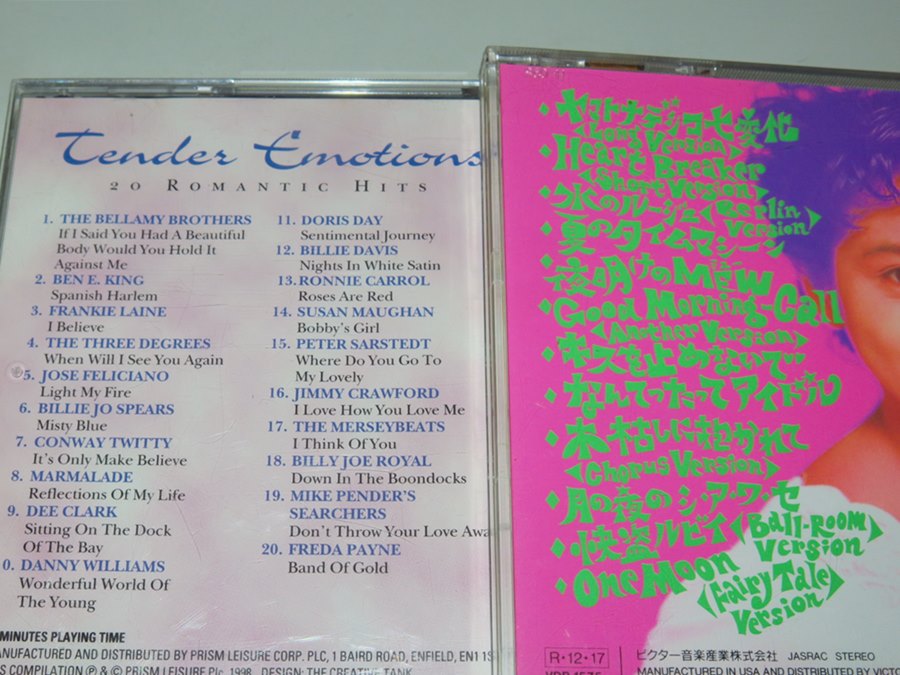 Tender Emotions
20 ROMANTIC HITS
1. THE BELLAMY BROTHERS
If I Said You Had A Beautiful
Body Would You Hold It
Against Me
2. BEN E. KING
Spanish Harlem
3. FRANKIE LAINE
I Believe
4. THE THREE DEGREES
When Will I See You Again
5. JOSE FELICIANO
Light My Fire
6. BILLIE JO SPEARS
Misty Blue
7. CONWAY TWITTY
It's Only Make Believe
8. MARMALADE
Reflections Of My Life
9. DEE CLARK
Sitting On The Dock
Of The Bay
0. DANNY WILLIAMS
Wonderful World Of
The Young
11. DORIS DAY
Sentimental Journey
12. BILLIE DAVIS
Nights In White Satin
13. RONNIE CARROL
Roses Are Red
14. SUSAN MAUGHAN
Bobby's Girl
15. PETER SARSTEDT
Where Do You Go To
My Lovely
16. JIMMY CRAWFORD
I Love How You Love Me
17. THE MERSEYBEATS
I Think Of You
18. BILLY JOE ROYAL
Down In The Boondocks
19. MIKE PENDER'S
SEARCHERS
Don't Throw Your Love Awa
20. FREDA PAYNE
Band Of Gold
MINUTES PLAYING TIME
ANUFACTURED AND DISTRIBUTED BY PRISM LEISURE CORP. PLC, 1 BAIRD ROAD, ENFIELD, EN1 1S
S COMPILATION ℗ & © PRISM LEISURE PLC 1998 DESIGN: THE CREATIVE TANK
◆ヤマトナデシコ七変化
<Long Version>
◆Heart Breaker
<Short Version>
◆水のルージュ<Berlin
Version>
◆夏のタイムマシーン
◆夜明けのMEW
◆Good Morning-Call
<Another Version>
◆キスを止めないで…
◆なんてったってアイドル
◆木枯しに抱かれて
<Chorus Version>
◆月の夜のシ・ア・ワ・セ
◆快盗ルビイ<BALL-ROOM
Version>
◆One Moon
<Fairy Tale
Version>
R・12・17
ビクター音楽産業株式会社 JASRAC STEREO
MANUFACTURED IN USA AND DISTRIBUTED BY VICTO